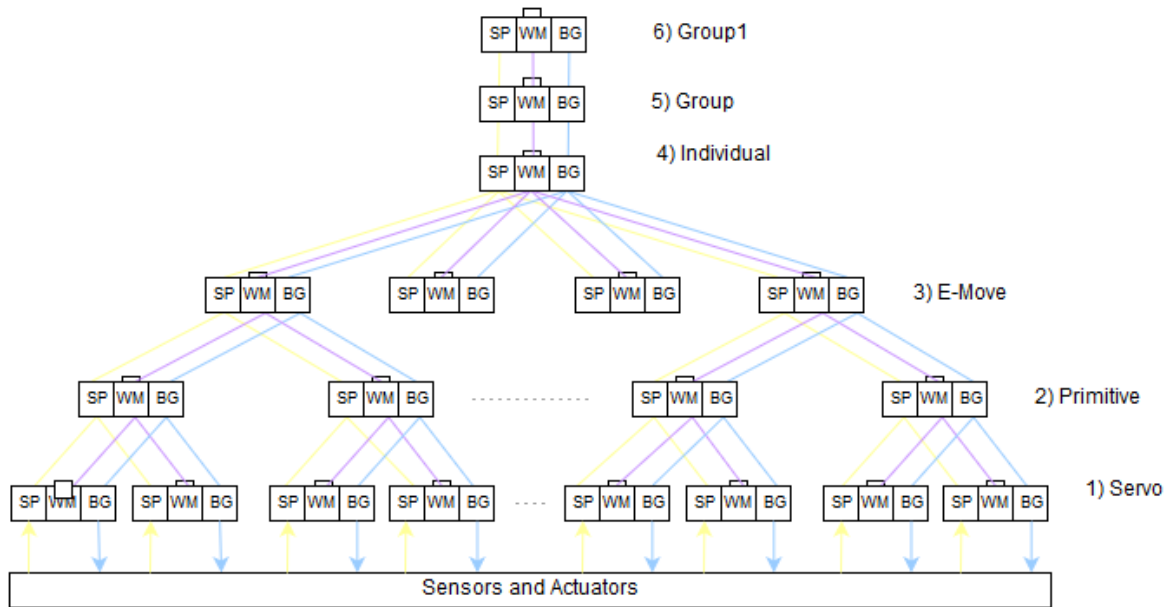 SP WM BG 6) Group1
SP WM BG 5) Group
SP WM BG 4) Individual
SP WM BG SP WM BG SP WM BG SP WM BG 3) E-Move
SP WM BG SP WM BG SP WM BG SP WM BG 2) Primitive
SP WM BG SP WM BG SP WM BG SP WM BG SP WM BG SP WM BG SP WM BG SP WM BG 1) Servo
Sensors and Actuators